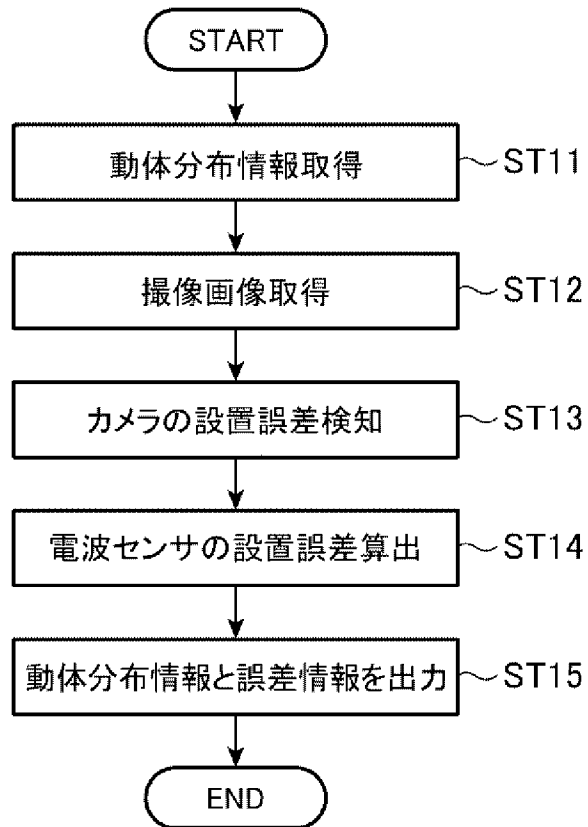 START
動体分布情報取得 ST11
撮像画像取得 ST12
カメラの設置誤差検知 ST13
電波センサの設置誤差算出 ST14
動体分布情報と誤差情報を出力 ST15
END